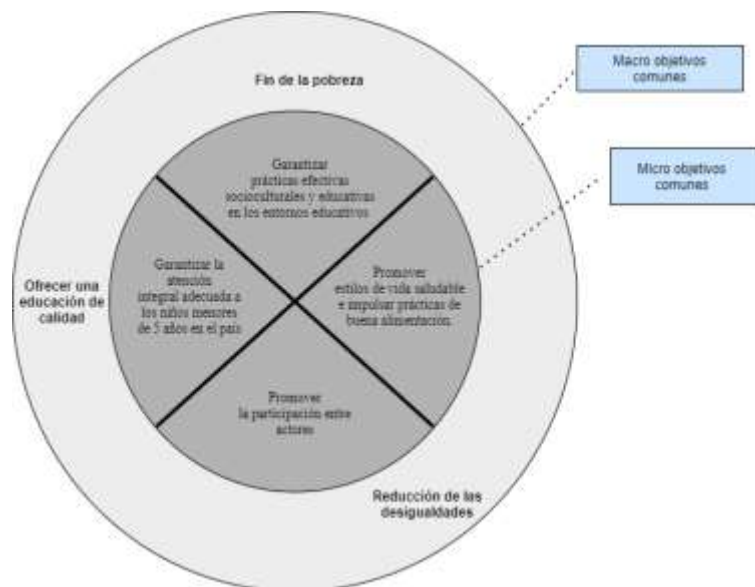 Macro objetivos
comunes
Fin de la pobreza
Micro objetivos
comunes
Garantizar
prácticas efectivas
socioculturales y educativas
en los entornos educativos
Ofrecer una
educación de
calidad
Garantizar la
atención
integral adecuada a
los niños menores
de 5 años en el país
Promover
estilos de vida saludable
e impulsar prácticas de
buena alimentación.
Promover
la participación entre
actores
Reducción de las
desigualdades